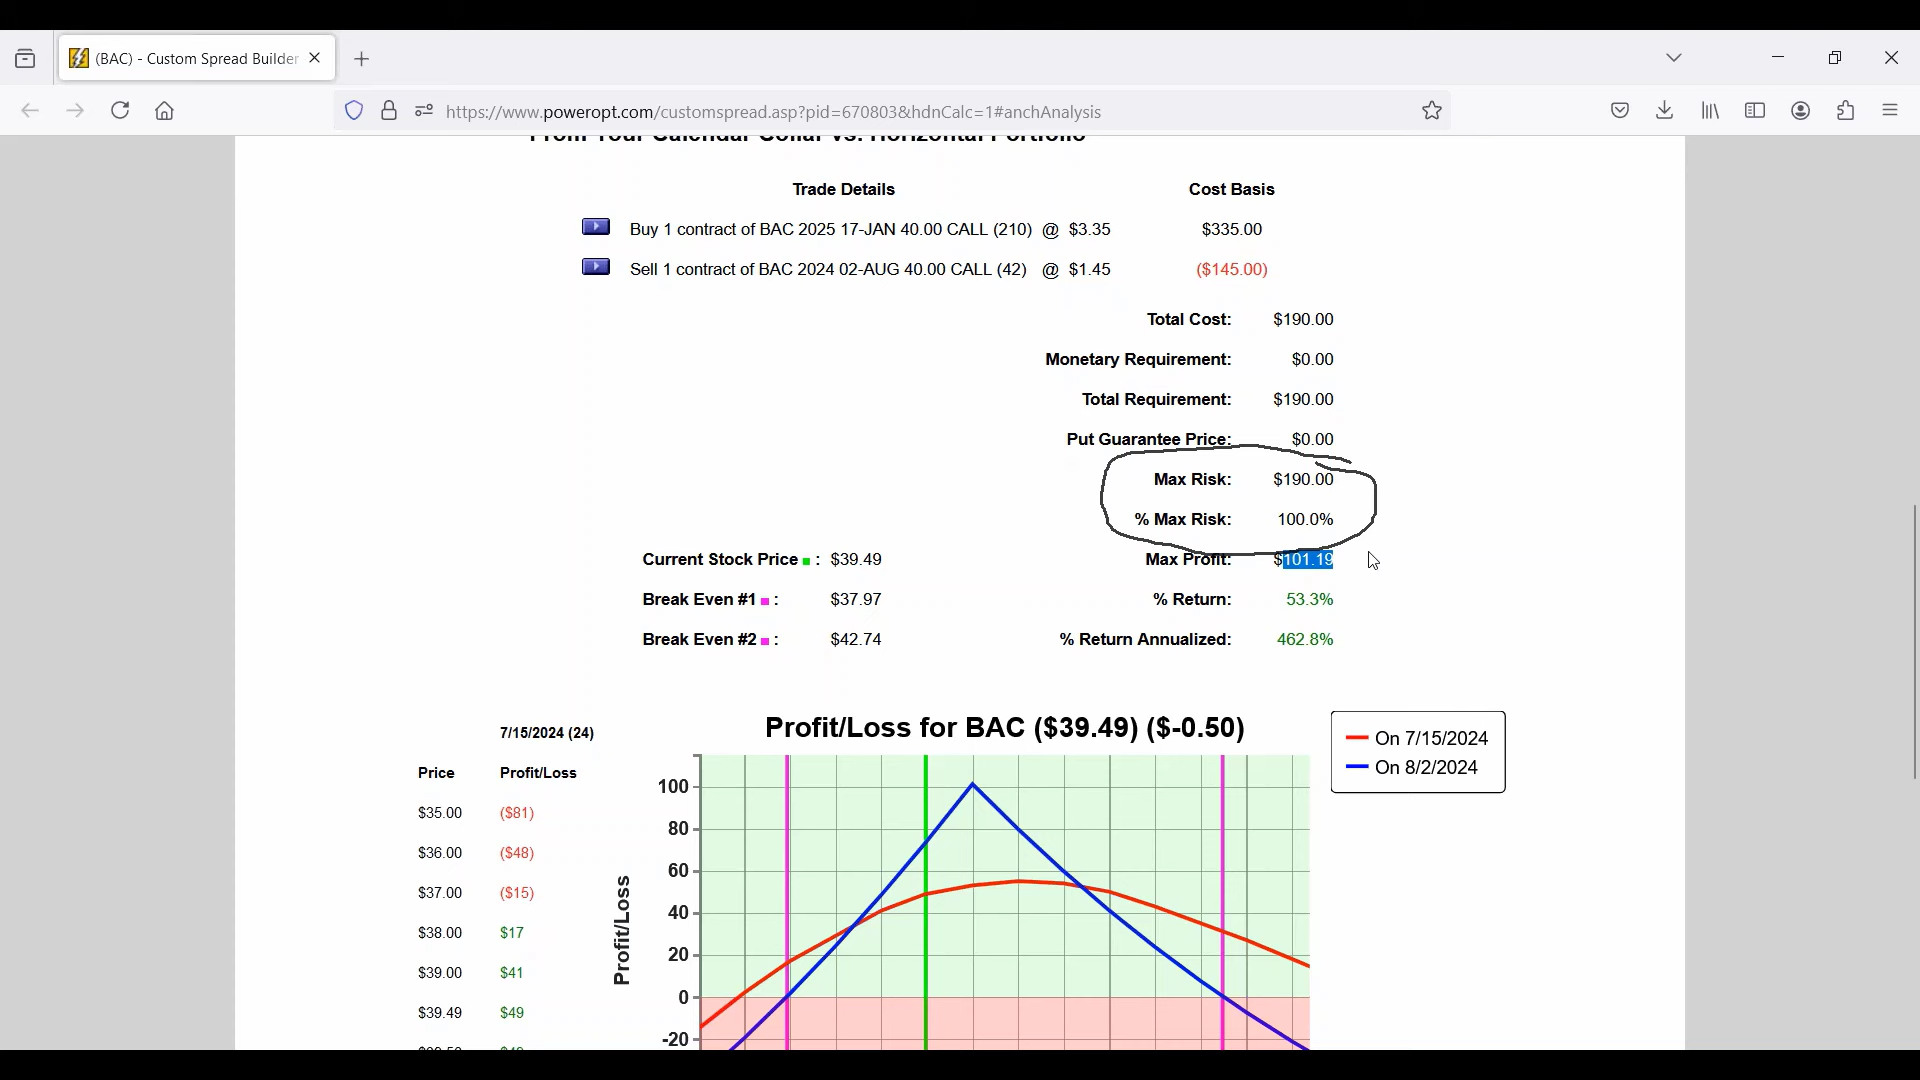 (BAC) - Custom Spread Builder
https://www.poweropt.com/customspread.asp?pid=670803&hdnCalc=1#anchAnalysis
From Your Calendar Collar vs. Horizontal Portfolio
Trade Details Cost Basis
Buy 1 contract of BAC 2025 17-JAN 40.00 CALL (210) @ $3.35 $335.00
Sell 1 contract of BAC 2024 02-AUG 40.00 CALL (42) @ $1.45 ($145.00)
Total Cost: $190.00
Monetary Requirement: $0.00
Total Requirement: $190.00
Put Guarantee Price: $0.00
Max Risk: $190.00
% Max Risk: 100.0%
Current Stock Price : $39.49 Max Profit: $101.19
Break Even #1 : $37.97 % Return: 53.3%
Break Even #2 : $42.74 % Return Annualized: 462.8%
7/15/2024 (24)
Price Profit/Loss
$35.00 ($81)
$36.00 ($48)
$37.00 ($15)
$38.00 $17
$39.00 $41
$39.49 $49
Profit/Loss for BAC ($39.49) ($-0.50)
On 7/15/2024
On 8/2/2024
Profit/Loss
100
80
60
40
20
0
-20